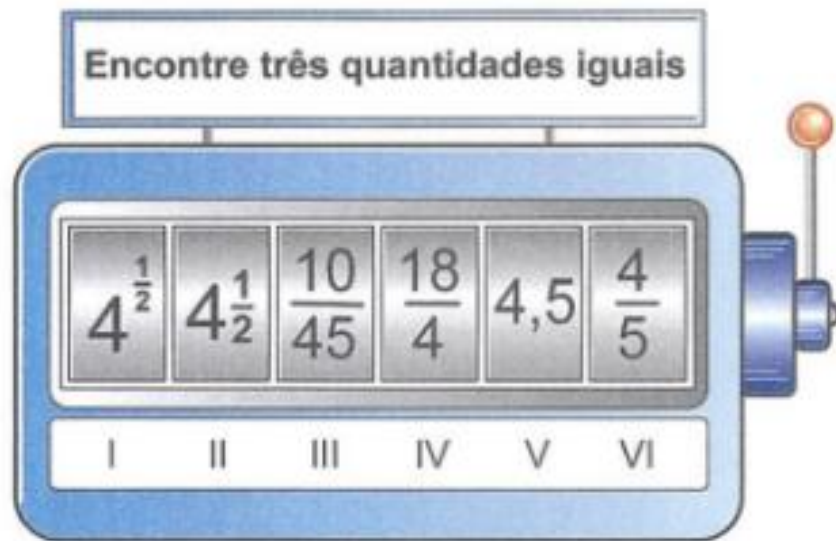 Encontre três quantidades iguais
4^{1/2} 4 1/2 10/45 18/4 4,5 4/5
I II III IV V VI